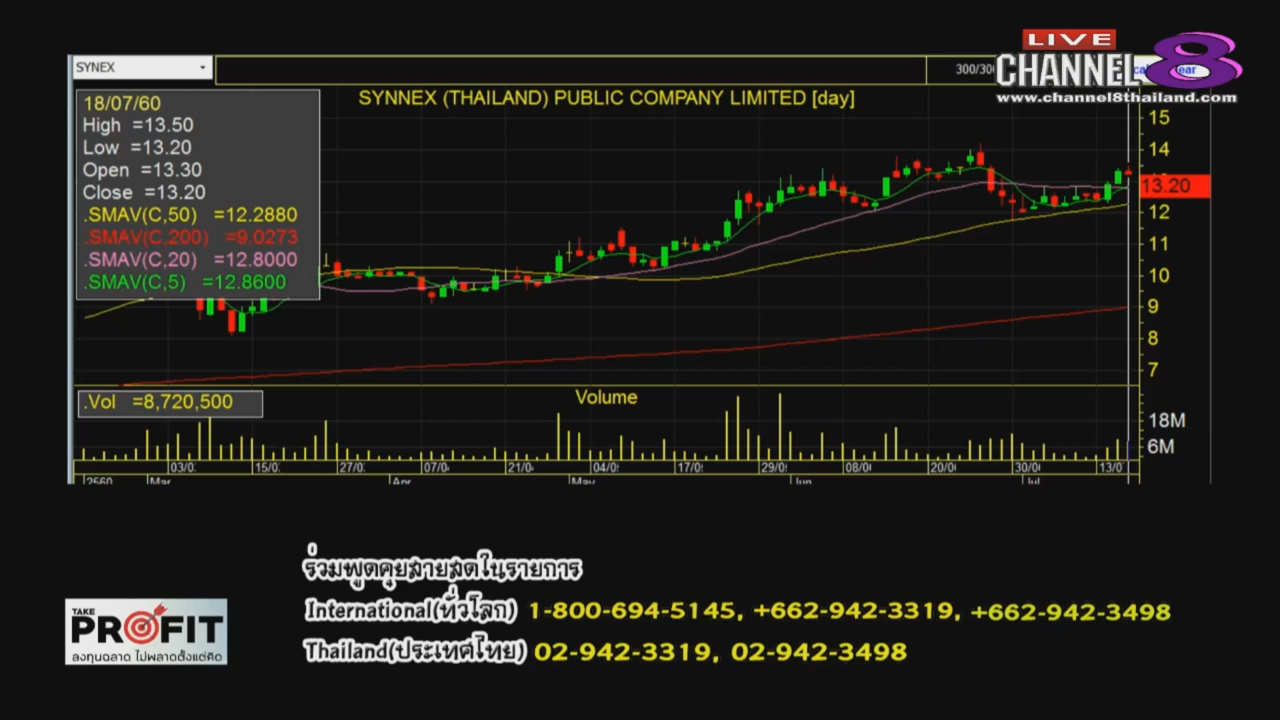 LIVE
CHANNEL 8
www.channel8thailand.com
SYNEX
300/300
SYNNEX (THAILAND) PUBLIC COMPANY LIMITED [day]
18/07/60
High =13.50
Low =13.20
Open =13.30
Close =13.20
.SMAV(C,50) =12.2880
.SMAV(C,200) =9.0273
.SMAV(C,20) =12.8000
.SMAV(C,5) =12.8600
15
14
13.20
12
11
10
9
8
7
.Vol =8,720,500
Volume
18M
6M
03/0 15/0 27/0 07/0 21/0 04/0 17/0 29/0 08/0 20/0 30/0 13/0
2560 Mar Apr May Jun Jul
ร่วมพูดคุยสายสดในรายการ
International(ทั่วโลก) 1-800-694-5145, +662-942-3319, +662-942-3498
Thailand(ประเทศไทย) 02-942-3319, 02-942-3498
TAKE
PROFIT
ลงทุนฉลาด ไม่พลาดตั้งแต่คิด